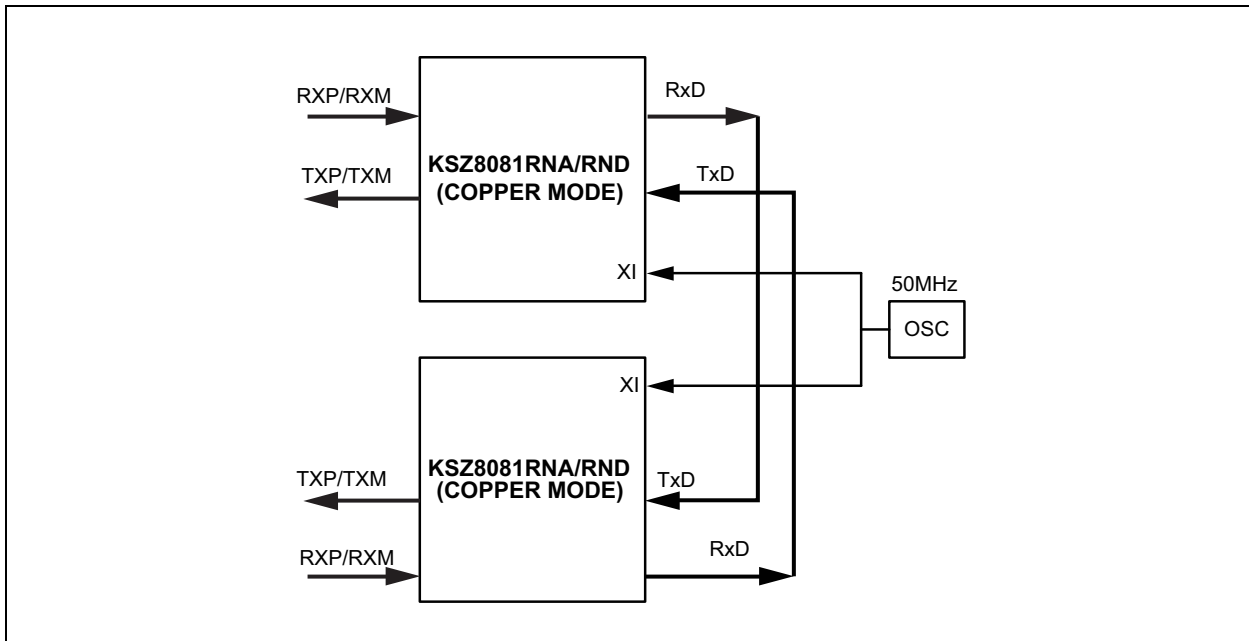 RXP/RXM
RxD
KSZ8081RNA/RND
(COPPER MODE)
TXP/TXM
TxD
XI
50MHz
OSC
XI
KSZ8081RNA/RND
(COPPER MODE)
TXP/TXM
TxD
RXP/RXM
RxD